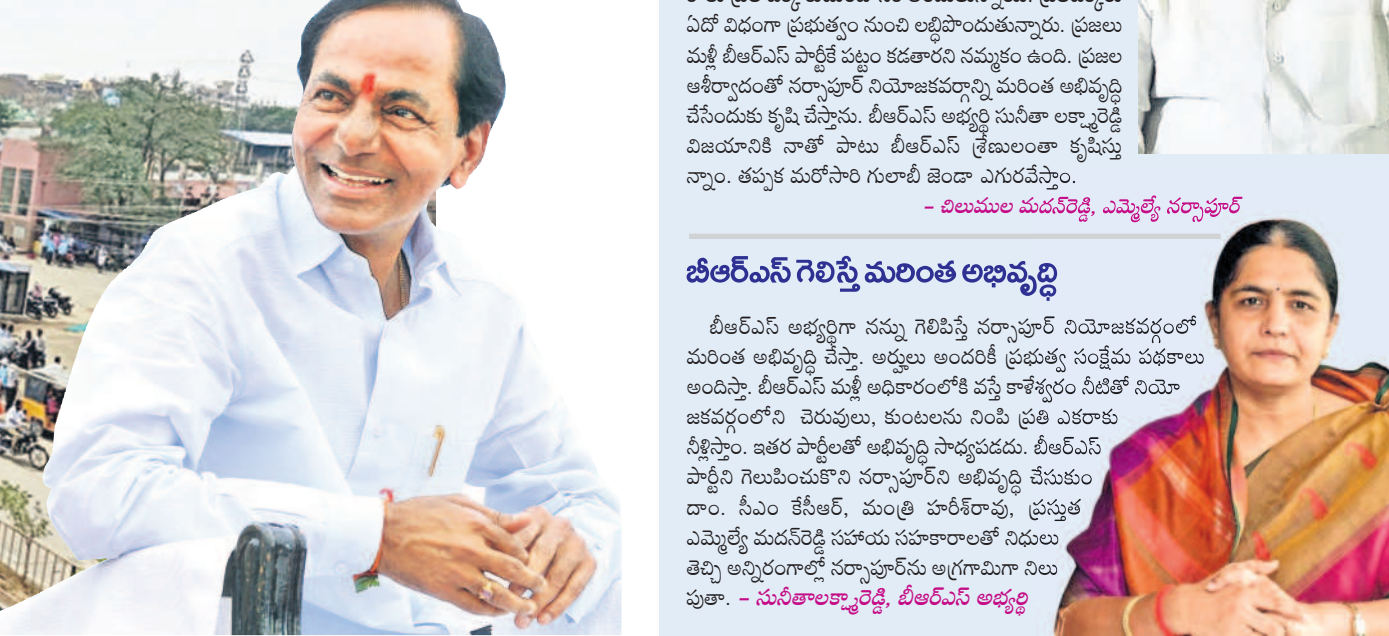 ఏదో విధంగా ప్రభుత్వం నుంచి లబ్ధిపొందుతున్నారు. ప్రజలు
మళ్లీ బీఆర్ఎస్ పార్టీకే పట్టం కడతారని నమ్మకం ఉంది. ప్రజల
ఆశీర్వాదంతో నర్సాపూర్ నియోజకవర్గాన్ని మరింత అభివృద్ధి
చేసేందుకు కృషి చేస్తాను. బీఆర్ఎస్ అభ్యర్థి సునీతా లక్ష్మారెడ్డి
విజయానికి నాతో పాటు బీఆర్ఎస్ శ్రేణులంతా కృషిస్తు
న్నాం. తప్పక మరోసారి గులాబీ జెండా ఎగురవేస్తాం.
– చిలుముల మదన్‌రెడ్డి, ఎమ్మెల్యే నర్సాపూర్
బీఆర్ఎస్ గెలిస్తే మరింత అభివృద్ధి
బీఆర్ఎస్ అభ్యర్థిగా నన్ను గెలిపిస్తే నర్సాపూర్ నియోజకవర్గంలో
మరింత అభివృద్ధి చేస్తా. అర్హులు అందరికీ ప్రభుత్వ సంక్షేమ పథకాలు
అందిస్తా. బీఆర్ఎస్ మళ్లీ అధికారంలోకి వస్తే కాళేశ్వరం నీటితో నియో
జకవర్గంలోని చెరువులు, కుంటలను నింపి ప్రతి ఎకరాకు
నీళ్లిస్తాం. ఇతర పార్టీలతో అభివృద్ధి సాధ్యపడదు. బీఆర్ఎస్
పార్టీని గెలుపించుకొని నర్సాపూర్‌ని అభివృద్ధి చేసుకుం
దాం. సీఎం కేసీఆర్, మంత్రి హరీశ్‌రావు, ప్రస్తుత
ఎమ్మెల్యే మదన్‌రెడ్డి సహాయ సహకారాలతో నిధులు
తెచ్చి అన్నిరంగాల్లో నర్సాపూర్‌ను అగ్రగామిగా నిలు
పుతా. – సునీతాలక్ష్మారెడ్డి, బీఆర్ఎస్ అభ్యర్థి